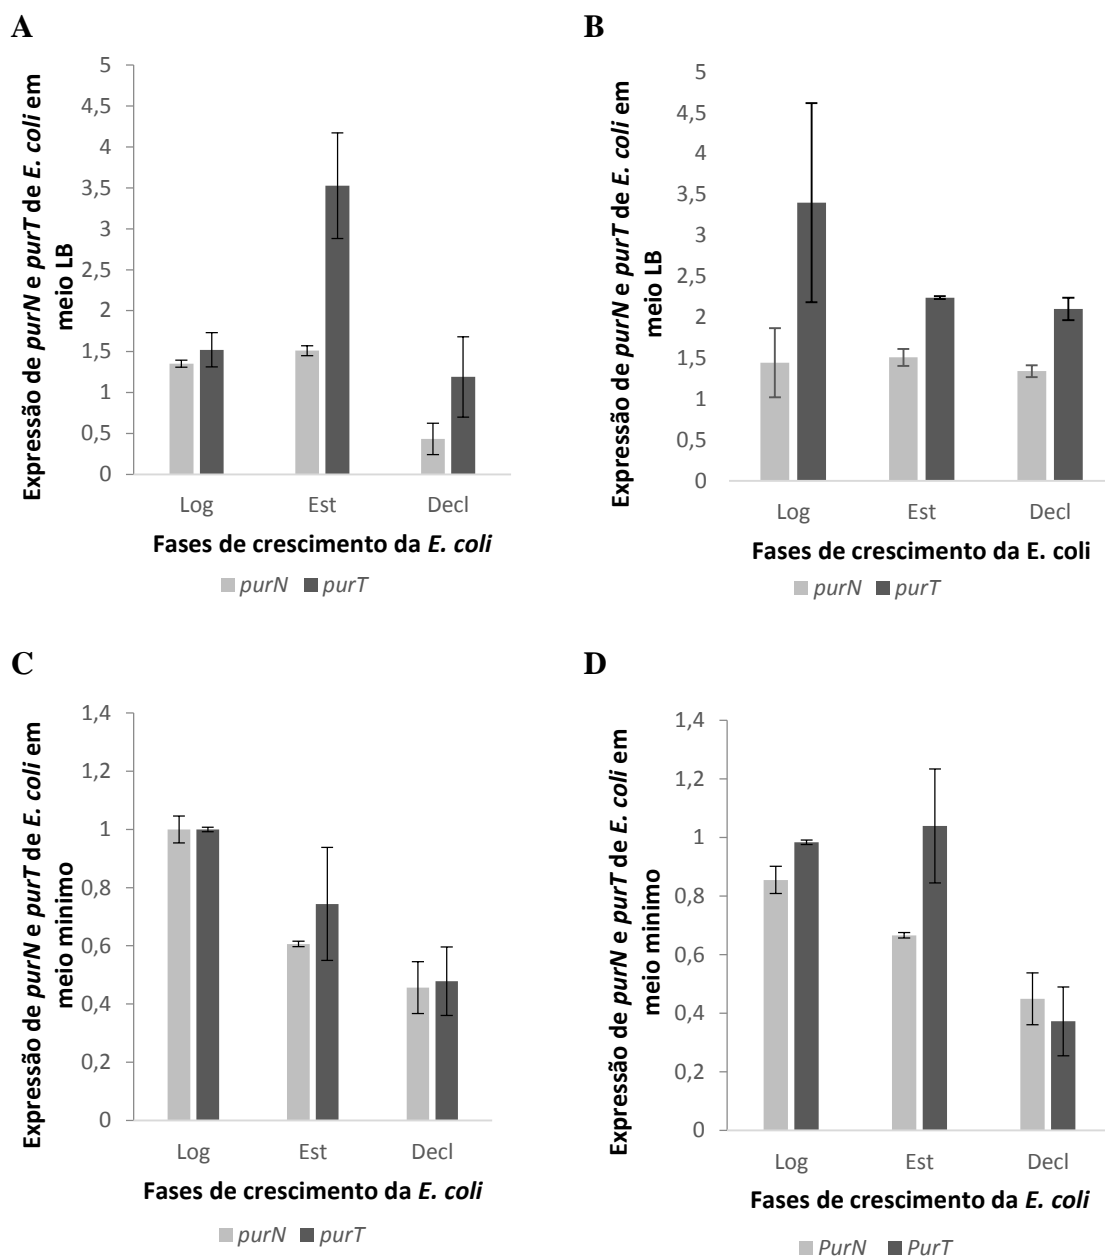 A
Expressão de purN e purT de E. coli em
meio LB
5
4,5
4
3,5
3
2,5
2
1,5
1
0,5
0
Log Est Decl
Fases de crescimento da E. coli
purN purT
B
Expressão de purN e purT de E. coli em
meio LB
5
4,5
4
3,5
3
2,5
2
1,5
1
0,5
0
Log Est Decl
Fases de crescimento da E. coli
purN purT
C
Expressão de purN e purT de E. coli em
meio minimo
1,4
1,2
1
0,8
0,6
0,4
0,2
0
Log Est Decl
Fases de crescimento da E. coli
purN purT
D
Expressão de purN e purT de E. coli em
meio minimo
1,4
1,2
1
0,8
0,6
0,4
0,2
0
Log Est Decl
Fases de crescimento da E. coli
PurN PurT